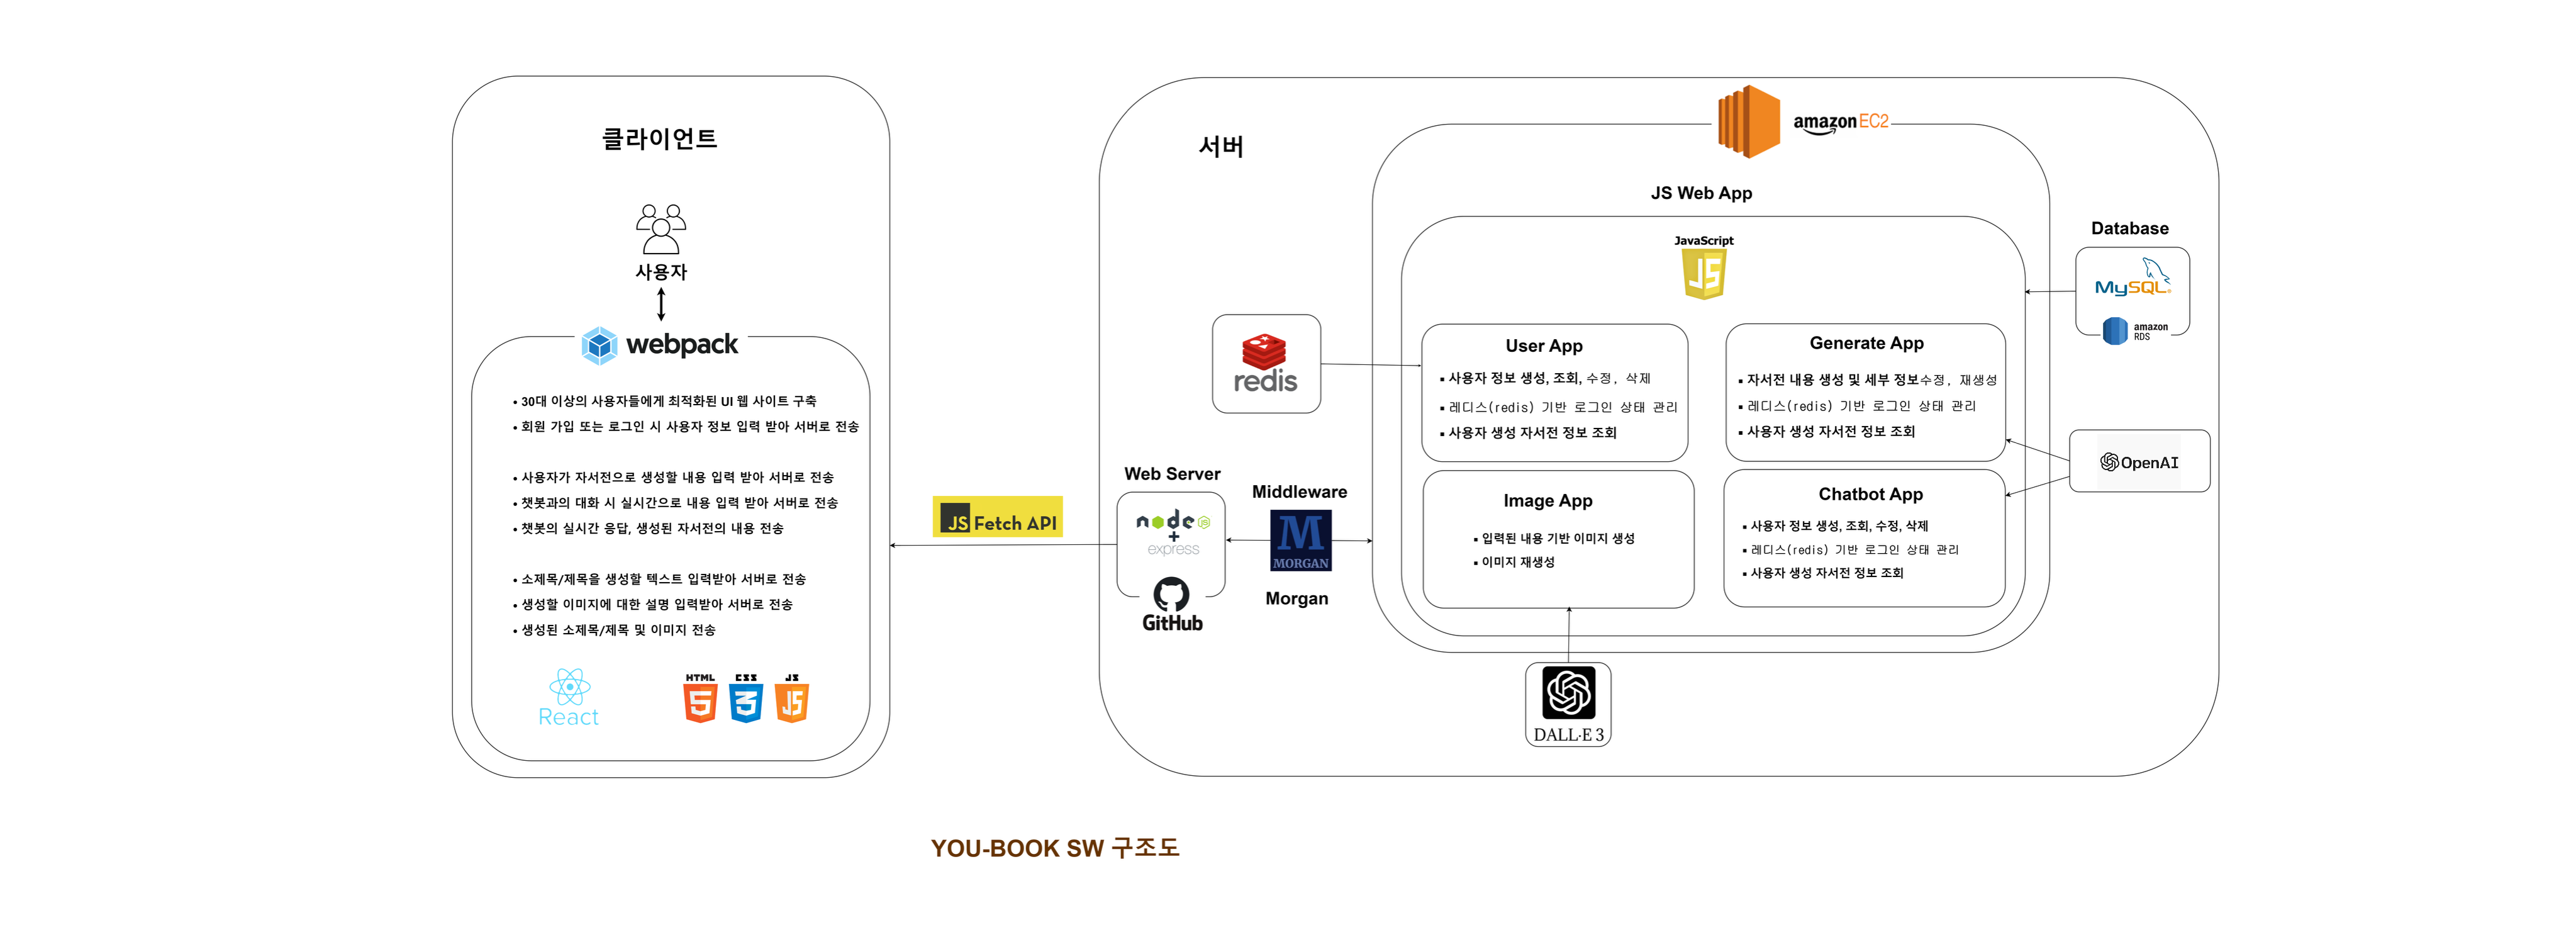 클라이언트
사용자
webpack
• 30대 이상의 사용자들에게 최적화된 UI 웹 사이트 구축
• 회원 가입 또는 로그인 시 사용자 정보 입력 받아 서버로 전송
• 사용자가 자서전으로 생성할 내용 입력 받아 서버로 전송
• 챗봇과의 대화 시 실시간으로 내용 입력 받아 서버로 전송
• 챗봇의 실시간 응답, 생성된 자서전의 내용 전송
• 소제목/제목을 생성할 텍스트 입력받아 서버로 전송
• 생성할 이미지에 대한 설명 입력받아 서버로 전송
• 생성된 소제목/제목 및 이미지 전송
React
HTML
5
CSS
3
JS
JS
JS Fetch API
서버
amazon EC2
JS Web App
JavaScript
JS
redis
Web Server
node JS
+
express
GitHub
Middleware
M
MORGAN
Morgan
User App
▪ 사용자 정보 생성, 조회, 수정, 삭제
▪ 레디스(redis) 기반 로그인 상태 관리
▪ 사용자 생성 자서전 정보 조회
Generate App
▪ 자서전 내용 생성 및 세부 정보수정, 재생성
▪ 레디스(redis) 기반 로그인 상태 관리
▪ 사용자 생성 자서전 정보 조회
Image App
▪ 입력된 내용 기반 이미지 생성
▪ 이미지 재생성
Chatbot App
▪ 사용자 정보 생성, 조회, 수정, 삭제
▪ 레디스(redis) 기반 로그인 상태 관리
▪ 사용자 생성 자서전 정보 조회
DALL·E 3
Database
MySQL
amazon
RDS
OpenAI
YOU-BOOK SW 구조도